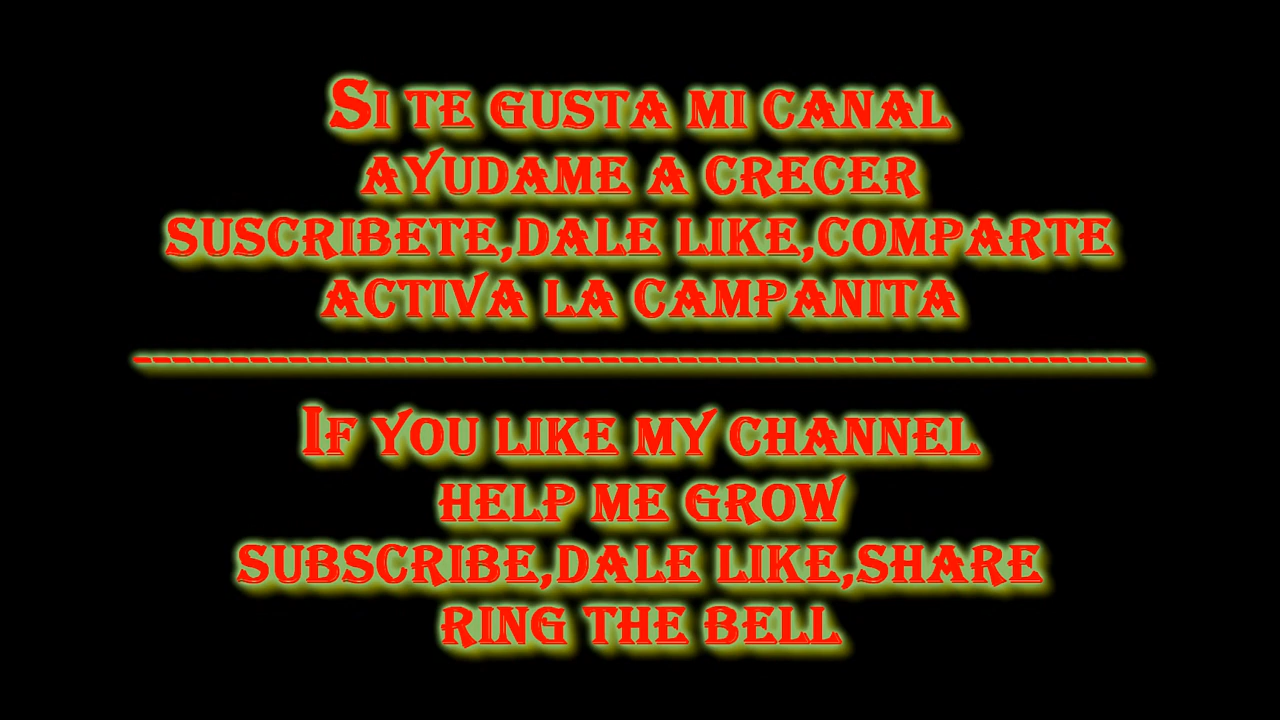 Si te gusta mi canal
ayudame a crecer
suscribete,dale like,comparte
activa la campanita
----------------------------------------------------
If you like my channel
help me grow
subscribe,dale like,share
ring the bell